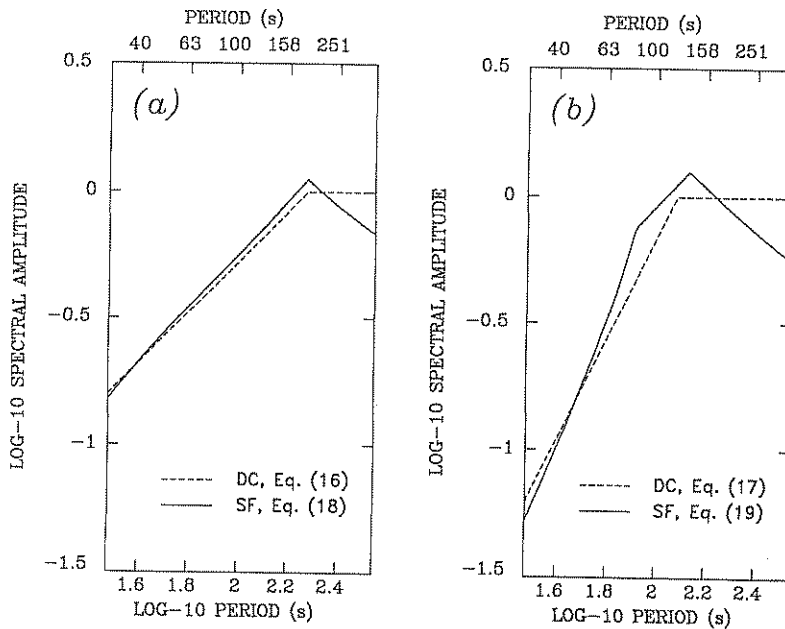 PERIOD (s)
40 63 100 158 251
0.5
0
−0.5
−1
−1.5
LOG−10 SPECTRAL AMPLITUDE
(a)
DC, Eq. (16)
SF, Eq. (18)
1.6 1.8 2 2.2 2.4
LOG−10 PERIOD (s)
PERIOD (s)
40 63 100 158 251
0.5
0
−0.5
−1
−1.5
LOG−10 SPECTRAL AMPLITUDE
(b)
DC, Eq. (17)
SF, Eq. (19)
1.6 1.8 2 2.2 2.4
LOG−10 PERIOD (s)